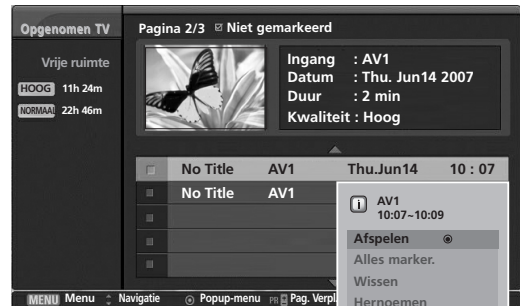 Opgenomen TV
Pagina 2/3 ☑ Niet gemarkeerd
Vrije ruimte
HOOG 11h 24m
NORMAAL 22h 46m
Ingang : AV1
Datum : Thu. Jun14 2007
Duur : 2 min
Kwaliteit : Hoog
No Title AV1 Thu.Jun14 10 : 07
No Title AV1
AV1
10:07~10:09
Afspelen
Alles marker.
Wissen
Hernoemen
MENU Menu Navigatie Popup-menu PR Pag. Verpl.